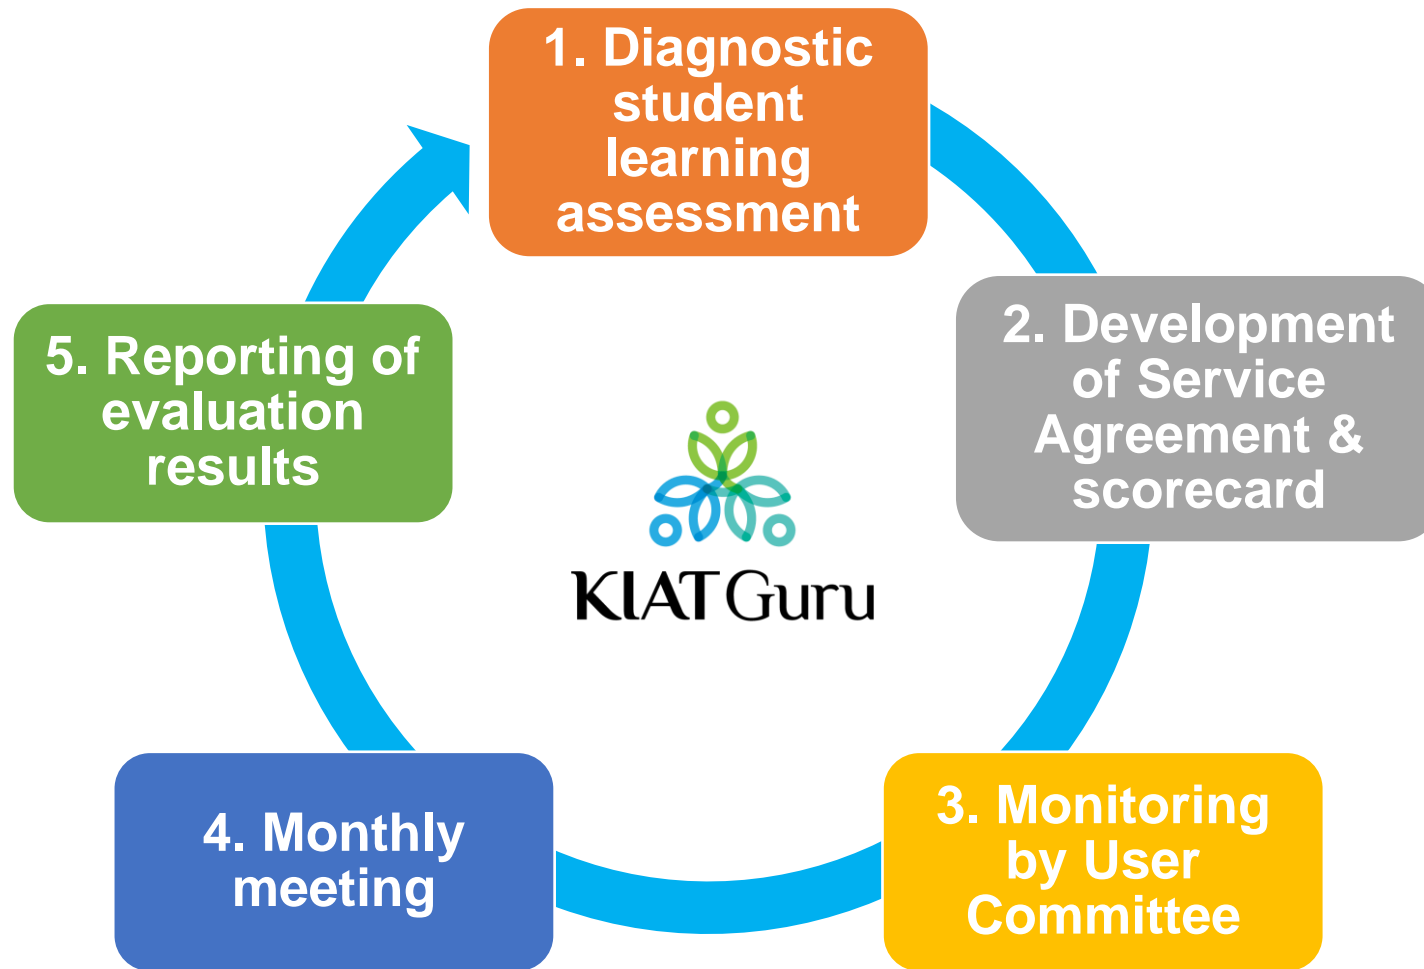 1. Diagnostic
student
learning
assessment
2. Development
of Service
Agreement &
scorecard
3. Monitoring
by User
Committee
4. Monthly
meeting
5. Reporting of
evaluation
results
KIAT Guru